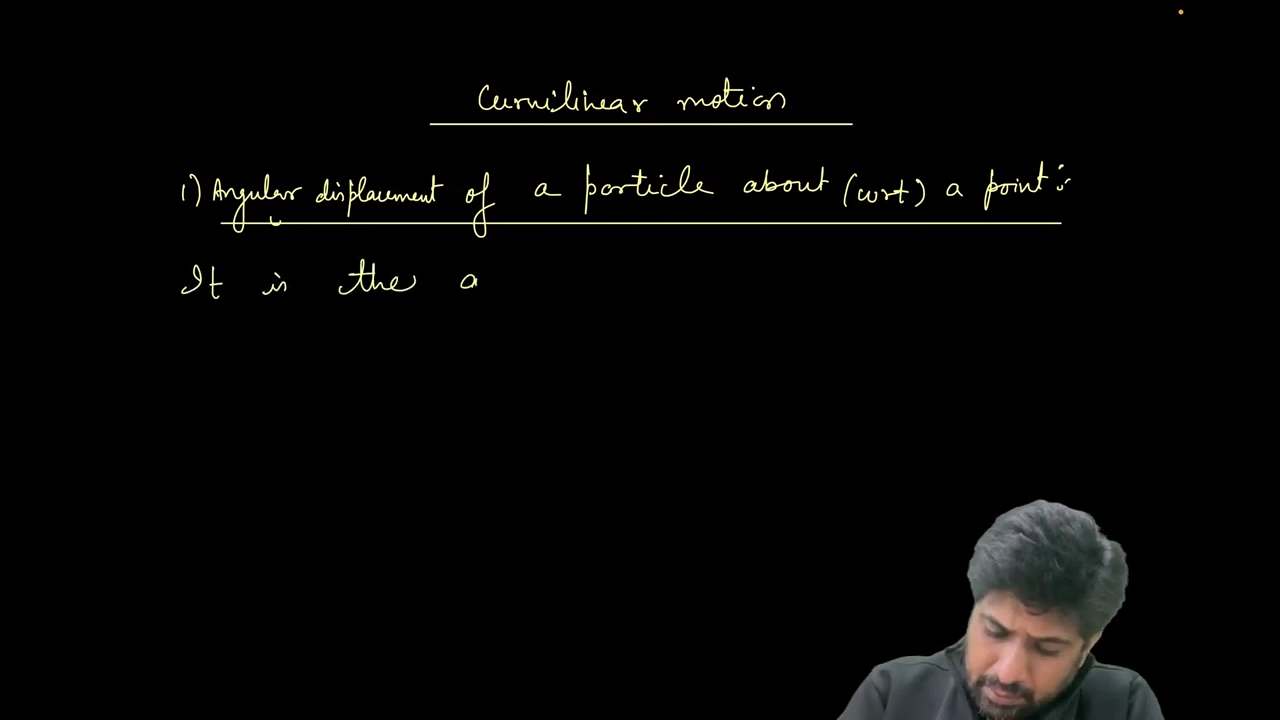 Curvilinear motion
1) Angular displacement of a particle about (wrt) a point :-
It is the a